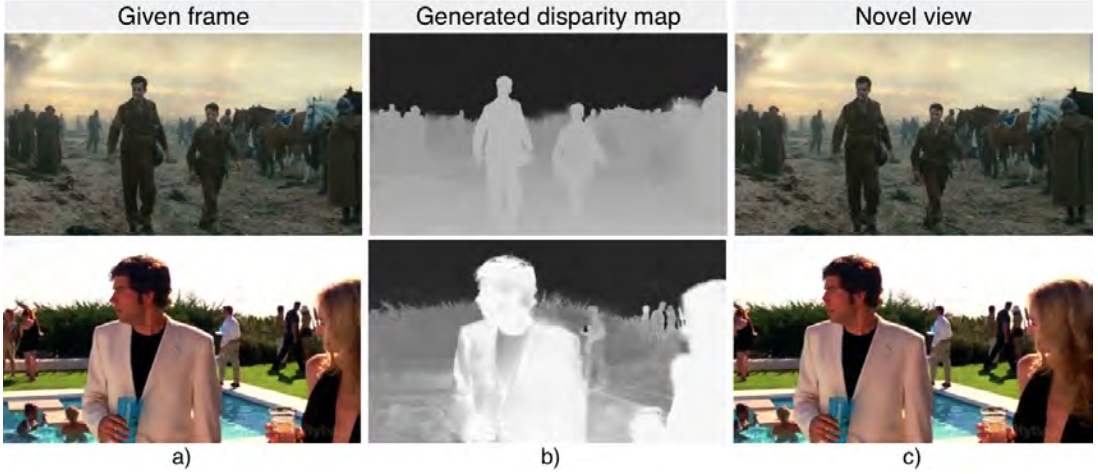 Given frame
Generated disparity map
Novel view
a)
b)
c)